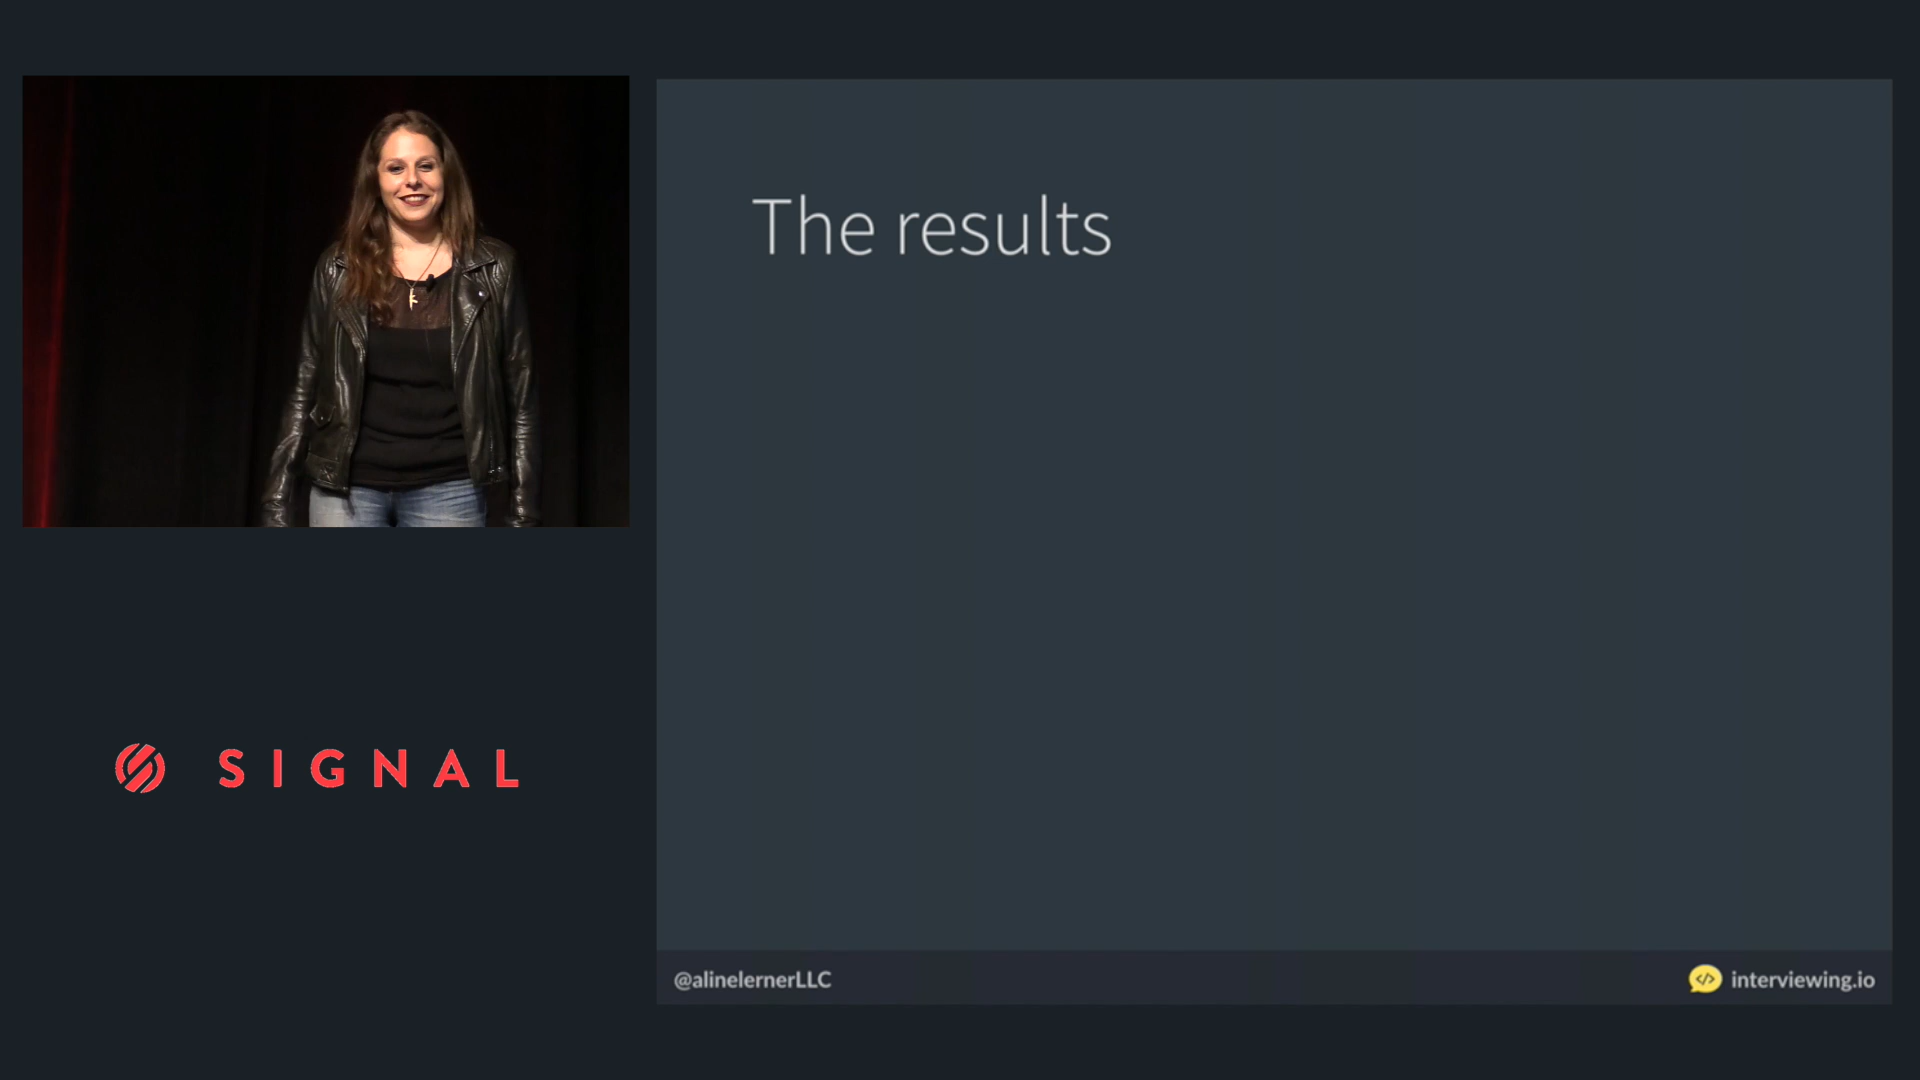 The results
SIGNAL
@alinelernerLLC
</> interviewing.io